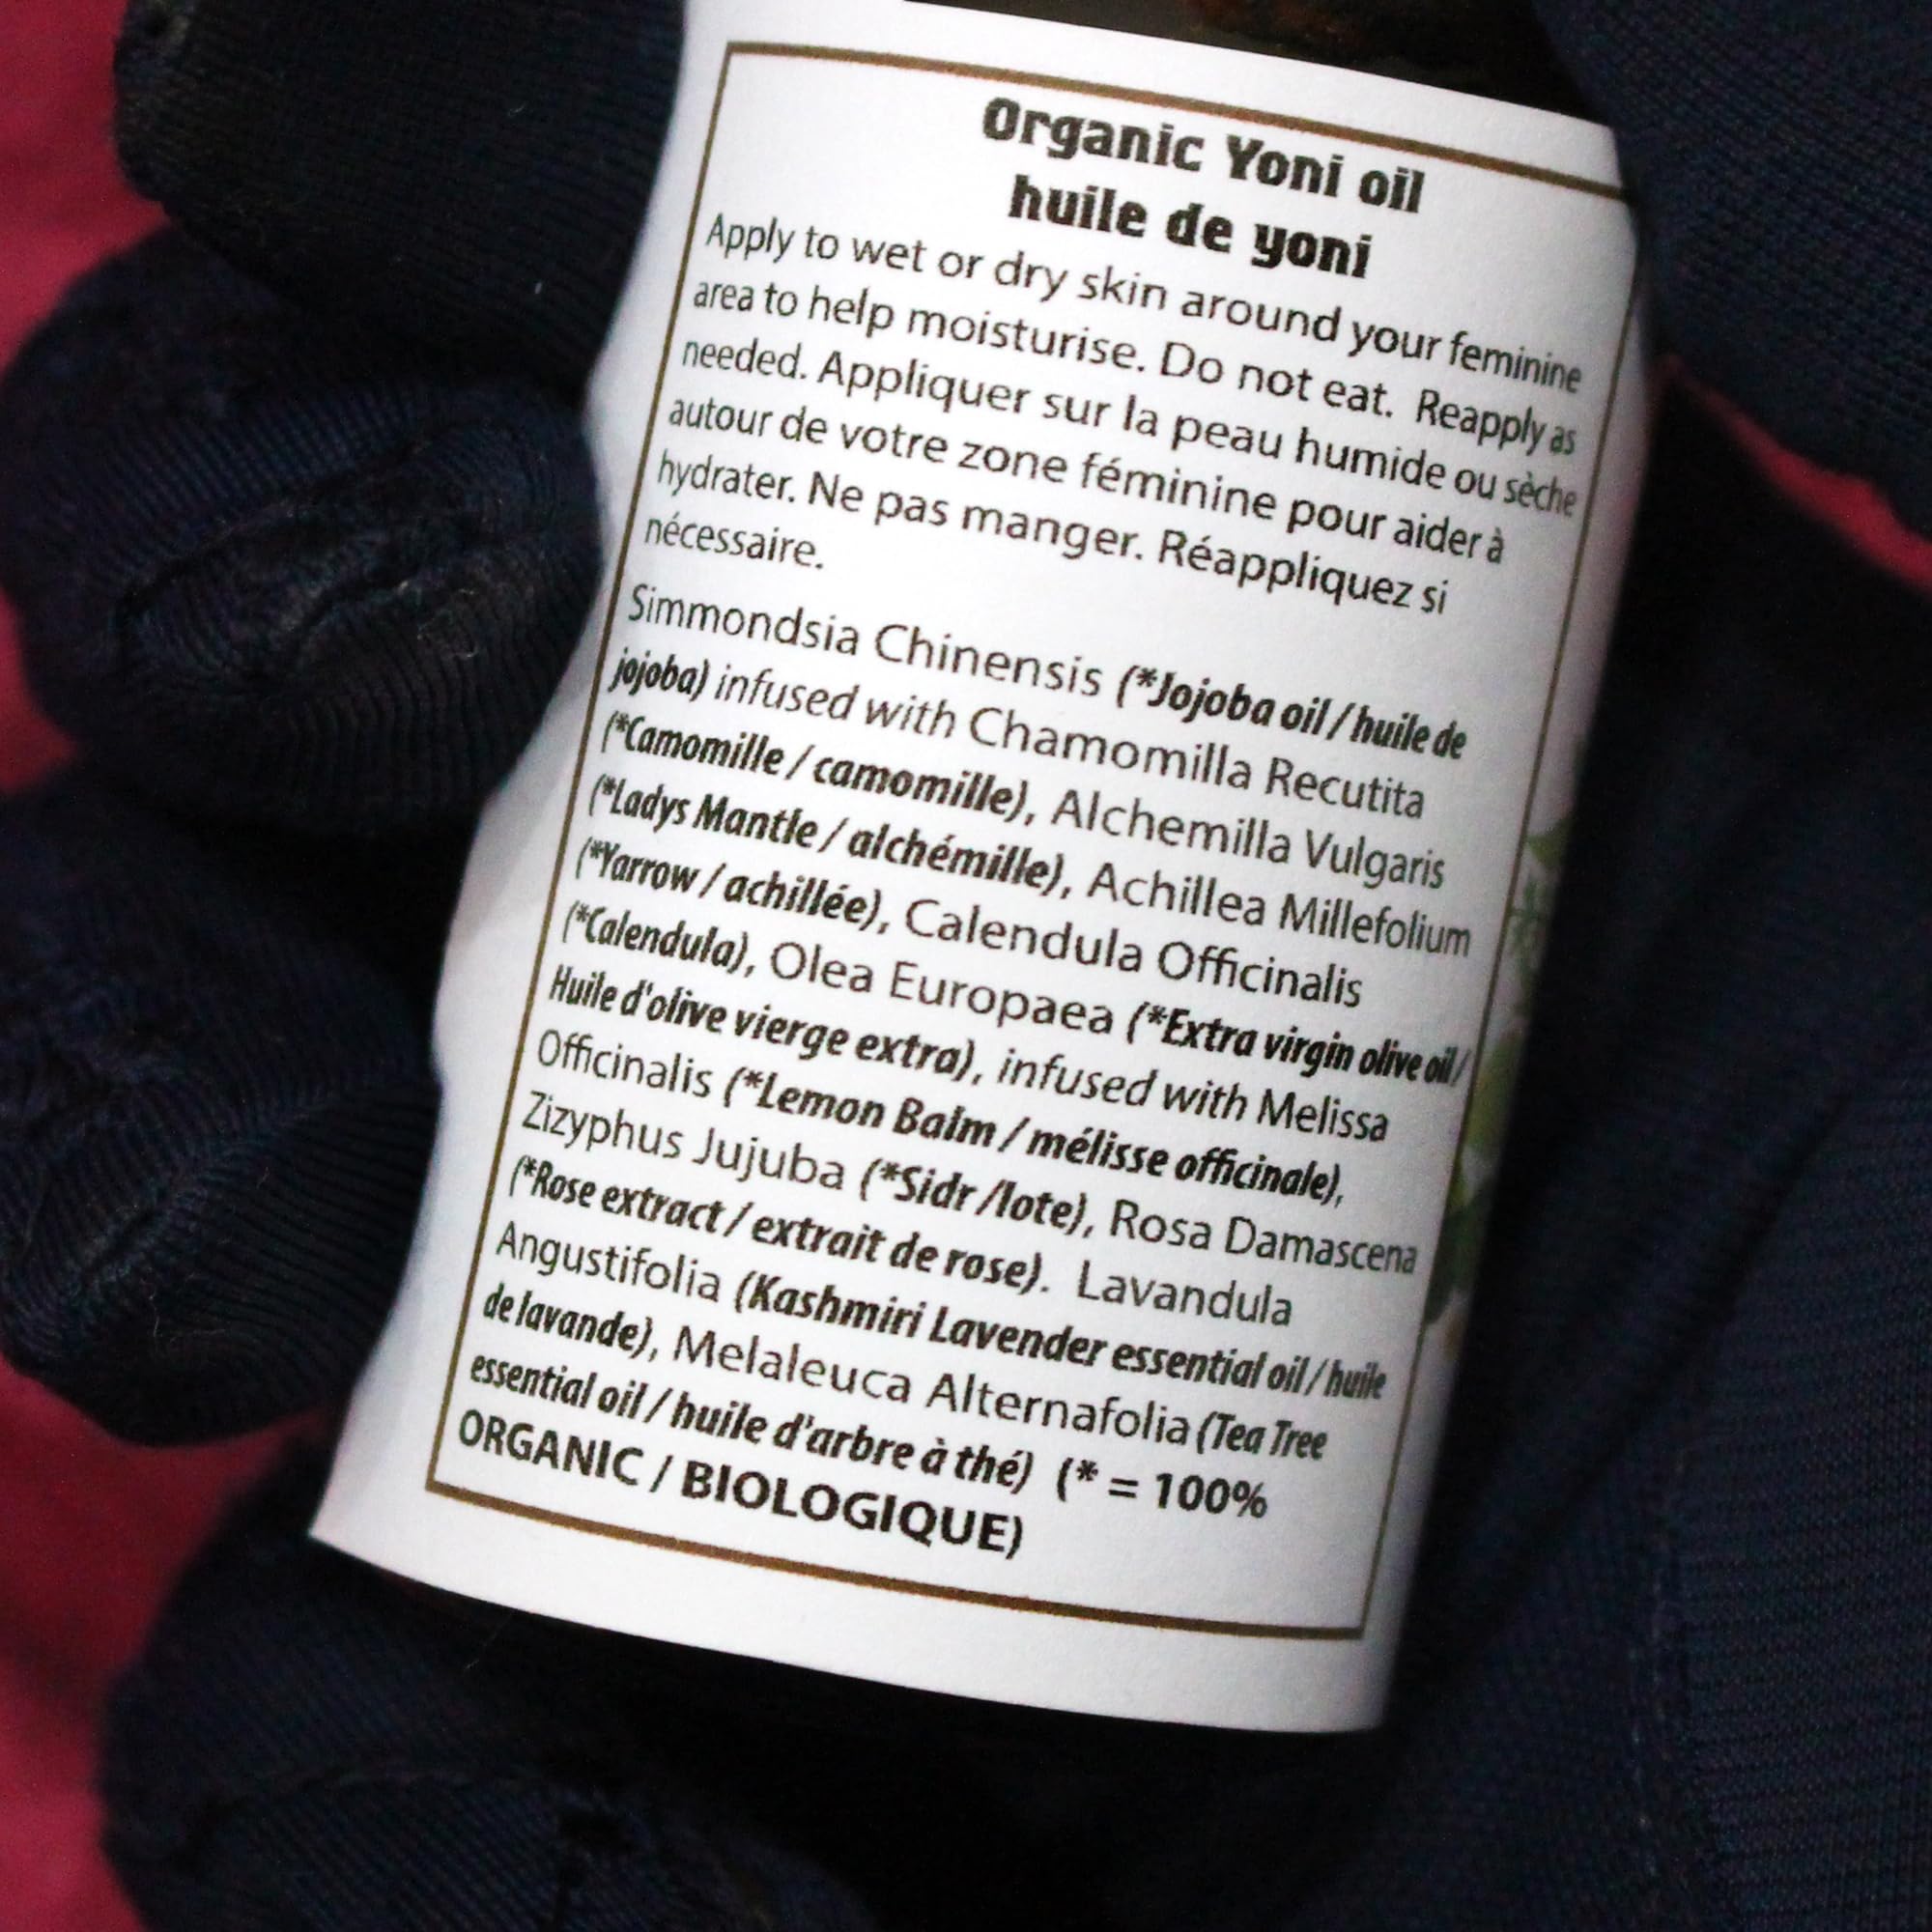 Organic Yoni oil
huile de yoni
Apply to wet or dry skin around your feminine
area to help moisturise. Do not eat. Reapply as
needed. Appliquer sur la peau humide ou sèche
autour de votre zone féminine pour aider à
hydrater. Ne pas manger. Réappliquez si
nécessaire.
Simmondsia Chinensis (*Jojoba oil / huile de
jojoba) infused with Chamomilla Recutita
(*Camomille / camomille), Alchemilla Vulgaris
(*Ladys Mantle / alchémille), Achillea Millefolium
(*Yarrow / achillée), Calendula Officinalis
(*Calendula), Olea Europaea (*Extra virgin olive oil /
Huile d'olive vierge extra), infused with Melissa
Officinalis (*Lemon Balm / mélisse officinale),
Zizyphus Jujuba (*Sidr /lote), Rosa Damascena
(*Rose extract / extrait de rose). Lavandula
Angustifolia (Kashmiri Lavender essential oil / huile
de lavande), Melaleuca Alternafolia (Tea Tree
essential oil / huile d'arbre à thé) (* = 100%
ORGANIC / BIOLOGIQUE)